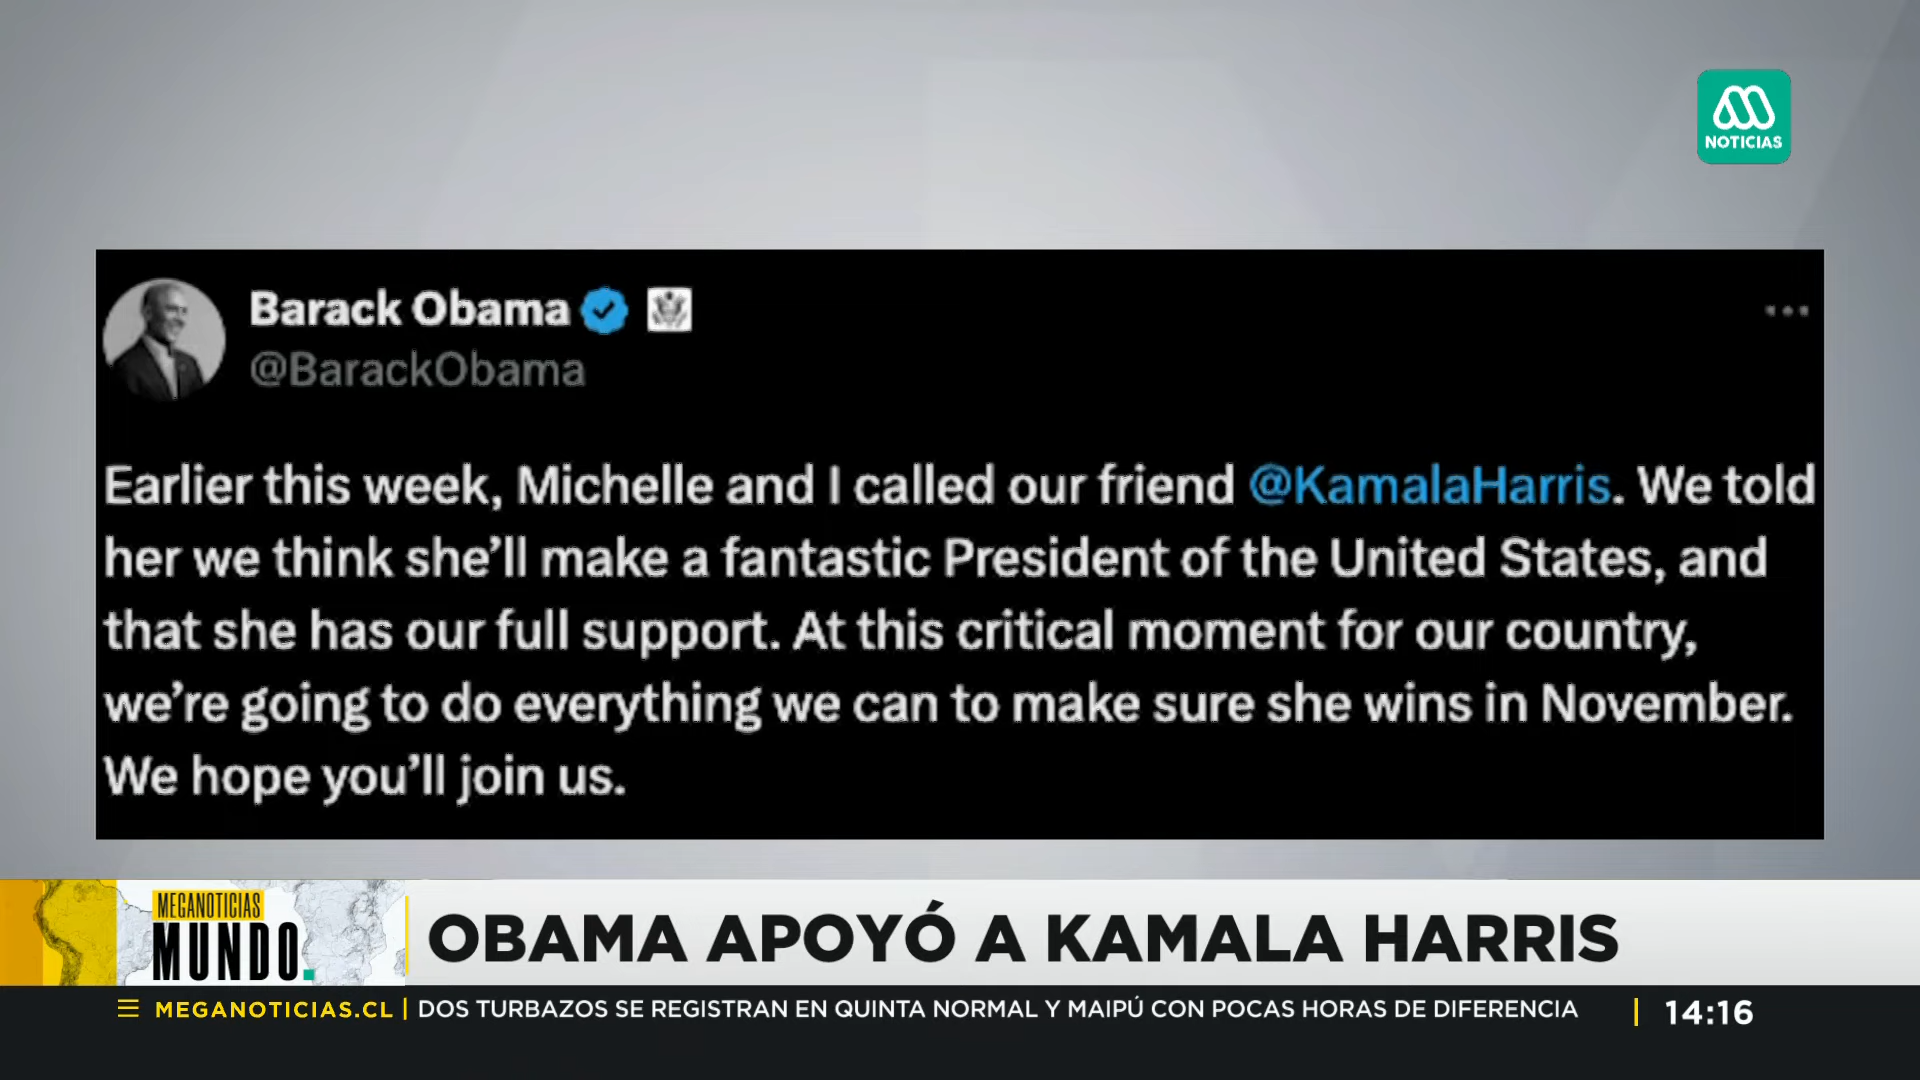 NOTICIAS
Barack Obama
@BarackObama
Earlier this week, Michelle and I called our friend @KamalaHarris. We told
her we think she’ll make a fantastic President of the United States, and
that she has our full support. At this critical moment for our country,
we’re going to do everything we can to make sure she wins in November.
We hope you’ll join us.
MEGANOTICIAS
MUNDO.
OBAMA APOYÓ A KAMALA HARRIS
MEGANOTICIAS.CL | DOS TURBAZOS SE REGISTRAN EN QUINTA NORMAL Y MAIPÚ CON POCAS HORAS DE DIFERENCIA | 14:16